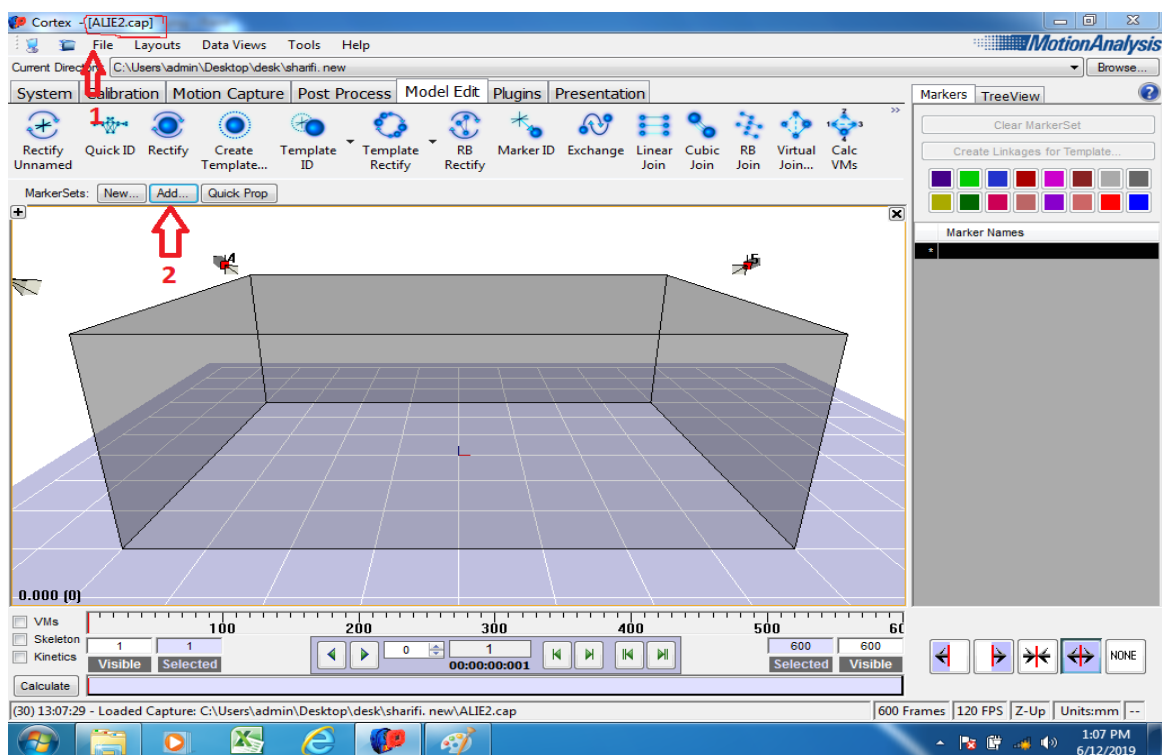 Cortex - [ALIE2.cap]
File Layouts Data Views Tools Help
MotionAnalysis
C:\Users\admin\Desktop\desk\sharifi. new
Browse...
System Calibration Motion Capture Post Process Model Edit Plugins Presentation
Markers TreeView
1
Rectify Unnamed
Quick ID
Rectify
Create Template...
Template ID
Template Rectify
RB Rectify
Marker ID
Exchange
Linear Join
Cubic Join
RB Join
Virtual Join...
Calc VMs
Clear MarkerSet
Create Linkages for Template...
MarkerSets: New... Add... Quick Prop
Marker Names
*
2
4
5
0.000 (0)
VMs
Skeleton
Kinetics
100 200 300 400 500 60
1 1
Visible Selected
0
1
00:00:00:001
600 600
Selected Visible
NONE
Calculate
(30) 13:07:29 - Loaded Capture: C:\Users\admin\Desktop\desk\sharifi. new\ALIE2.cap
600 Frames 120 FPS Z-Up Units:mm --
1:07 PM
6/12/2019